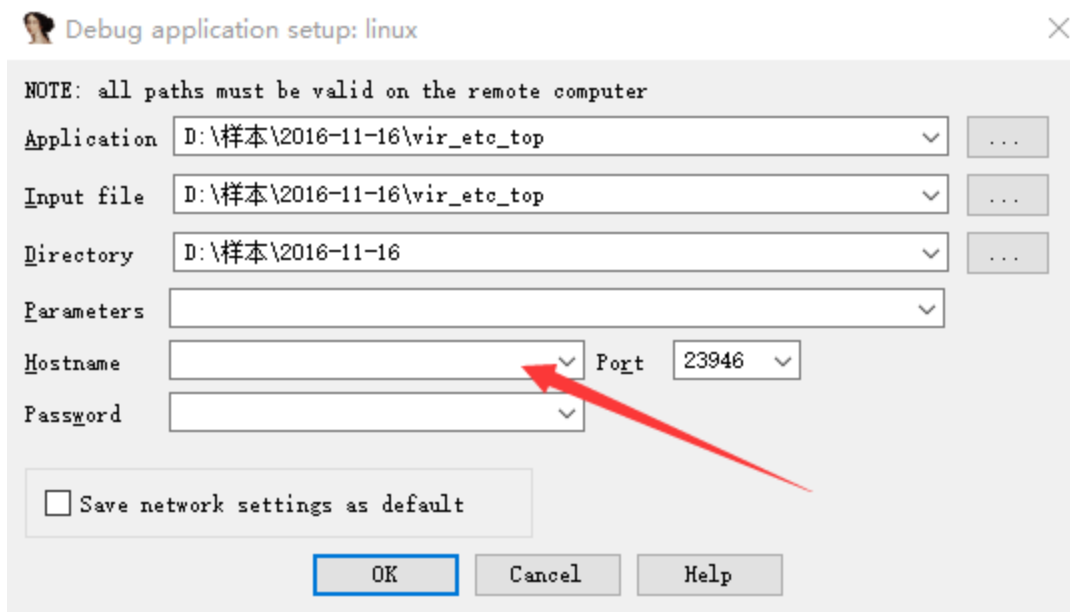 Debug application setup: linux
NOTE: all paths must be valid on the remote computer
Application D:\样本\2016-11-16\vir_etc_top ...
Input file D:\样本\2016-11-16\vir_etc_top ...
Directory D:\样本\2016-11-16 ...
Parameters
Hostname Port 23946
Password
Save network settings as default
OK Cancel Help